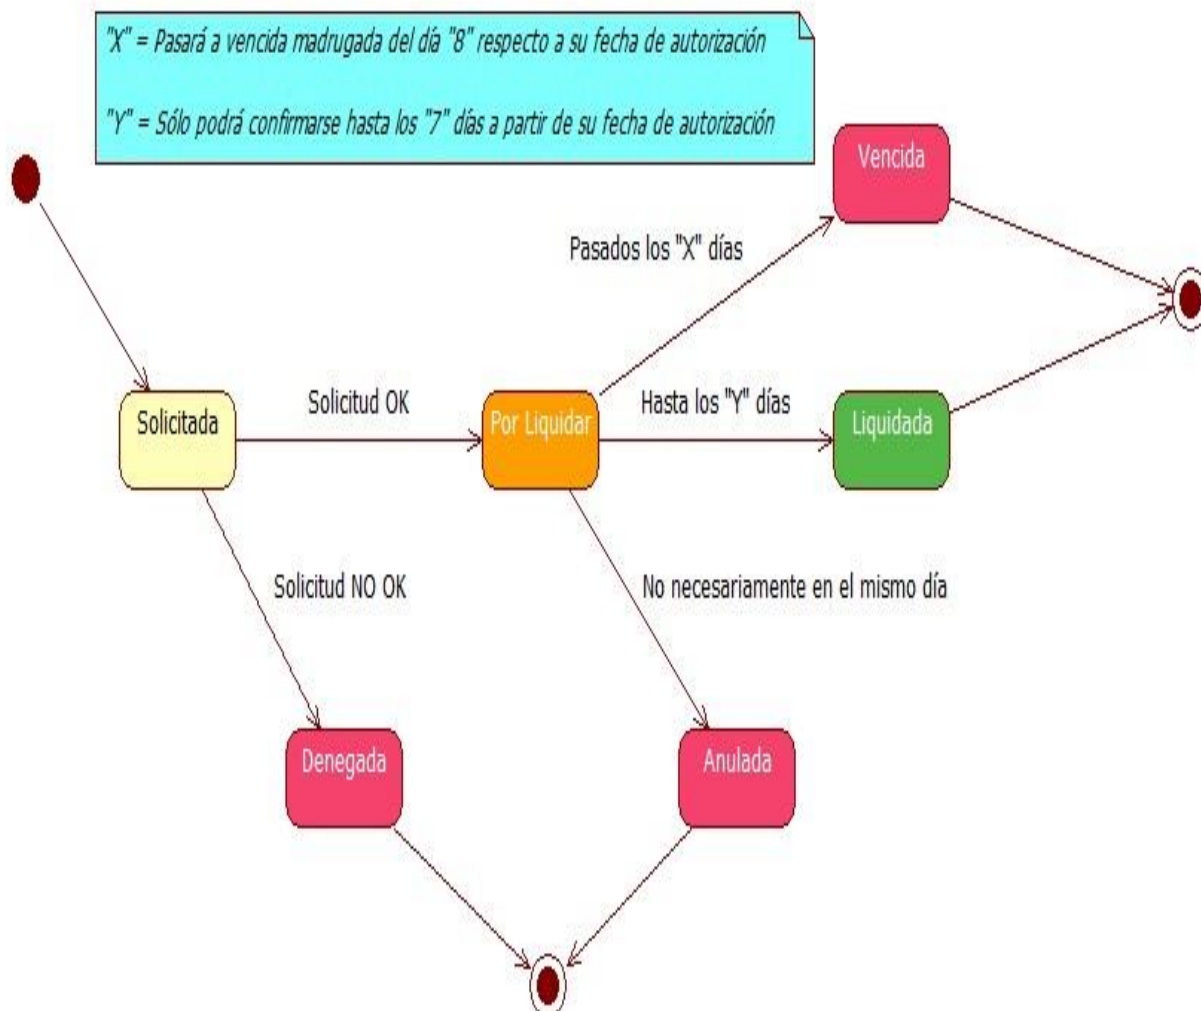 "X" = Pasará a vencida madrugada del día "8" respecto a su fecha de autorización
"Y" = Sólo podrá confirmarse hasta los "7" días a partir de su fecha de autorización
Vencida
Pasados los "X" días
Solicitada
Solicitud OK
Por Liquidar
Hasta los "Y" días
Liquidada
Solicitud NO OK
No necesariamente en el mismo día
Denegada
Anulada